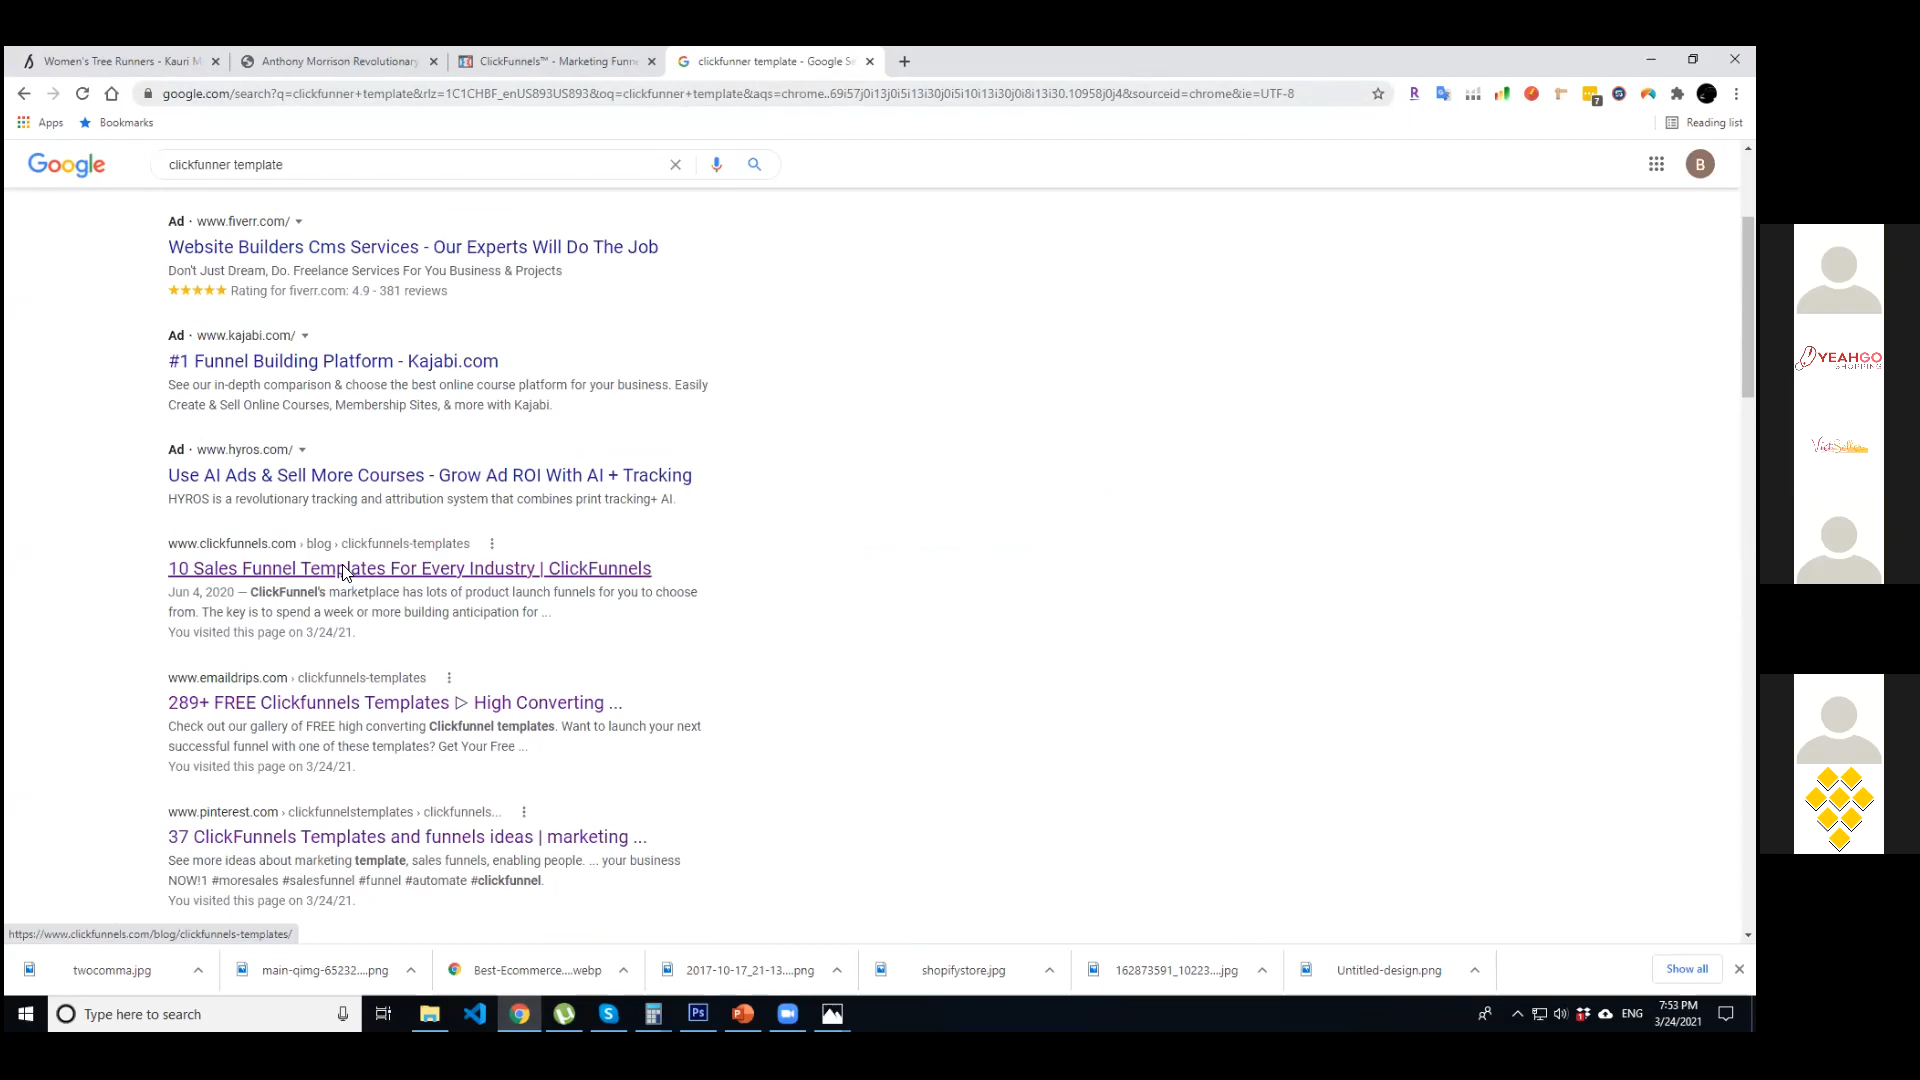 Women's Tree Runners - Kauri M
Anthony Morrison Revolutionary
ClickFunnels™ - Marketing Funne
clickfunner template - Google Se
google.com/search?q=clickfunner+template&rlz=1C1CHBF_enUS893US893&oq=clickfunner+template&aqs=chrome..69i57j0i13j0i5i13i30j0i5i10i13i30j0i8i13i30.10958j0j4&sourceid=chrome&ie=UTF-8
7
Apps
Bookmarks
Reading list
Google
clickfunner template
B
Ad · www.fiverr.com/
Website Builders Cms Services - Our Experts Will Do The Job
Don't Just Dream, Do. Freelance Services For You Business & Projects
Rating for fiverr.com: 4.9 - 381 reviews
Ad · www.kajabi.com/
#1 Funnel Building Platform - Kajabi.com
See our in-depth comparison & choose the best online course platform for your business. Easily
Create & Sell Online Courses, Membership Sites, & more with Kajabi.
Ad · www.hyros.com/
Use AI Ads & Sell More Courses - Grow Ad ROI With AI + Tracking
HYROS is a revolutionary tracking and attribution system that combines print tracking+ AI.
www.clickfunnels.com › blog › clickfunnels-templates
10 Sales Funnel Templates For Every Industry | ClickFunnels
Jun 4, 2020 — ClickFunnel's marketplace has lots of product launch funnels for you to choose
from. The key is to spend a week or more building anticipation for ...
You visited this page on 3/24/21.
www.emaildrips.com › clickfunnels-templates
289+ FREE Clickfunnels Templates ▷ High Converting ...
Check out our gallery of FREE high converting Clickfunnel templates. Want to launch your next
successful funnel with one of these templates? Get Your Free ...
You visited this page on 3/24/21.
www.pinterest.com › clickfunnelstemplates › clickfunnels...
37 ClickFunnels Templates and funnels ideas | marketing ...
See more ideas about marketing template, sales funnels, enabling people. ... your business
NOW!1 #moresales #salesfunnel #funnel #automate #clickfunnel.
You visited this page on 3/24/21.
https://www.clickfunnels.com/blog/clickfunnels-templates/
twocomma.jpg
main-qimg-65232....png
Best-Ecommerce....webp
2017-10-17_21-13....png
shopifystore.jpg
162873591_10223....jpg
Untitled-design.png
Show all
Type here to search
Ps
ENG
7:53 PM
3/24/2021
YEAHGO
SHOPPING